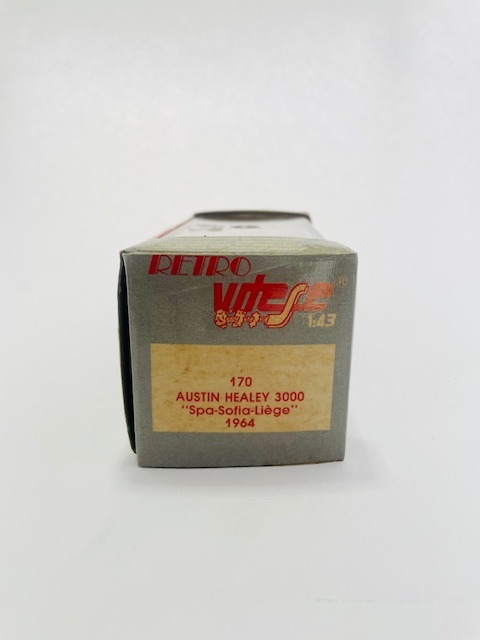 RETRO
Vitesse
1:43
170
AUSTIN HEALEY 3000
"Spa-Sofia-Liège"
1964